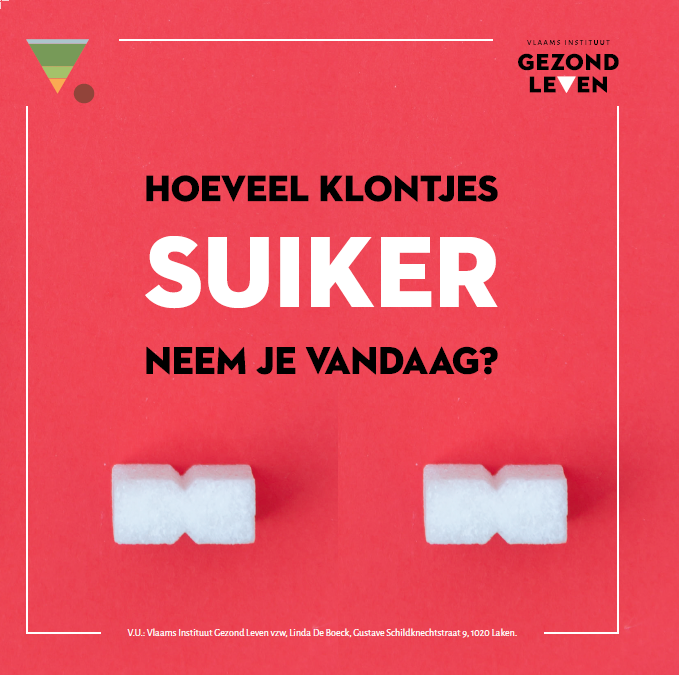 VLAAMS INSTITUUT
GEZOND
LEVEN
HOEVEEL KLONTJES
SUIKER
NEEM JE VANDAAG?
V.U.: Vlaams Instituut Gezond Leven vzw, Linda De Boeck, Gustave Schildknechtstraat 9, 1020 Laken.